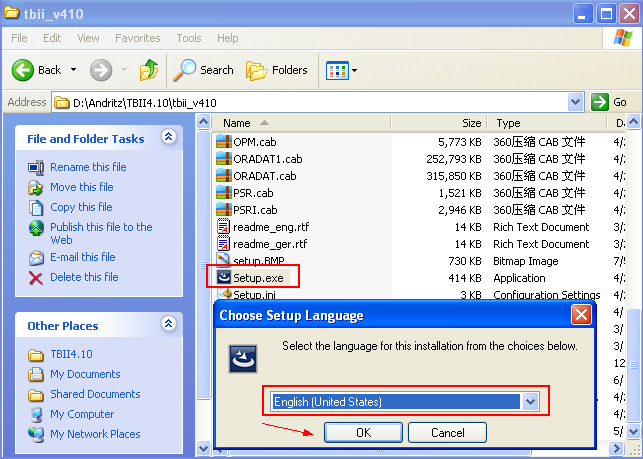 tbii_v410
File Edit View Favorites Tools Help
Back Search Folders
Address D:\Andritz\TBII4.10\tbii_v410 Go
File and Folder Tasks
Rename this file
Move this file
Copy this file
Publish this file to the
Web
E-mail this file
Delete this file
Other Places
TBII4.10
My Documents
Shared Documents
My Computer
My Network Places
Name Size Type
OPM.cab 5,773 KB 360压缩 CAB 文件 4/
ORADAT1.cab 252,793 KB 360压缩 CAB 文件 4/
ORADAT.cab 315,850 KB 360压缩 CAB 文件 4/
PSR.cab 1,521 KB 360压缩 CAB 文件 4/
PSRI.cab 2,946 KB 360压缩 CAB 文件 4/
readme_eng.rtf 14 KB Rich Text Document 3/
readme_ger.rtf 14 KB Rich Text Document 3/
setup.BMP 730 KB Bitmap Image
Setup.exe 414 KB Application
Setup.ini 3 KB Configuration Settings
Choose Setup Language
Select the language for this installation from the choices below.
English (United States)
OK Cancel